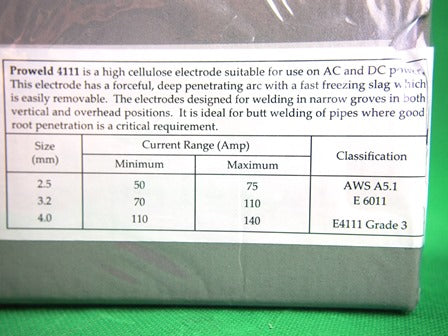 Proweld 4111 is a high cellulose electrode suitable for use on AC and DC power.
This electrode has a forceful, deep penetrating arc with a fast freezing slag which
is easily removable. The electrodes designed for welding in narrow groves in both
vertical and overhead positions. It is ideal for butt welding of pipes where good
root penetration is a critical requirement.
Size (mm) Current Range (Amp) Classification
Minimum Maximum
2.5 50 75 AWS A5.1
3.2 70 110 E 6011
4.0 110 140 E4111 Grade 3